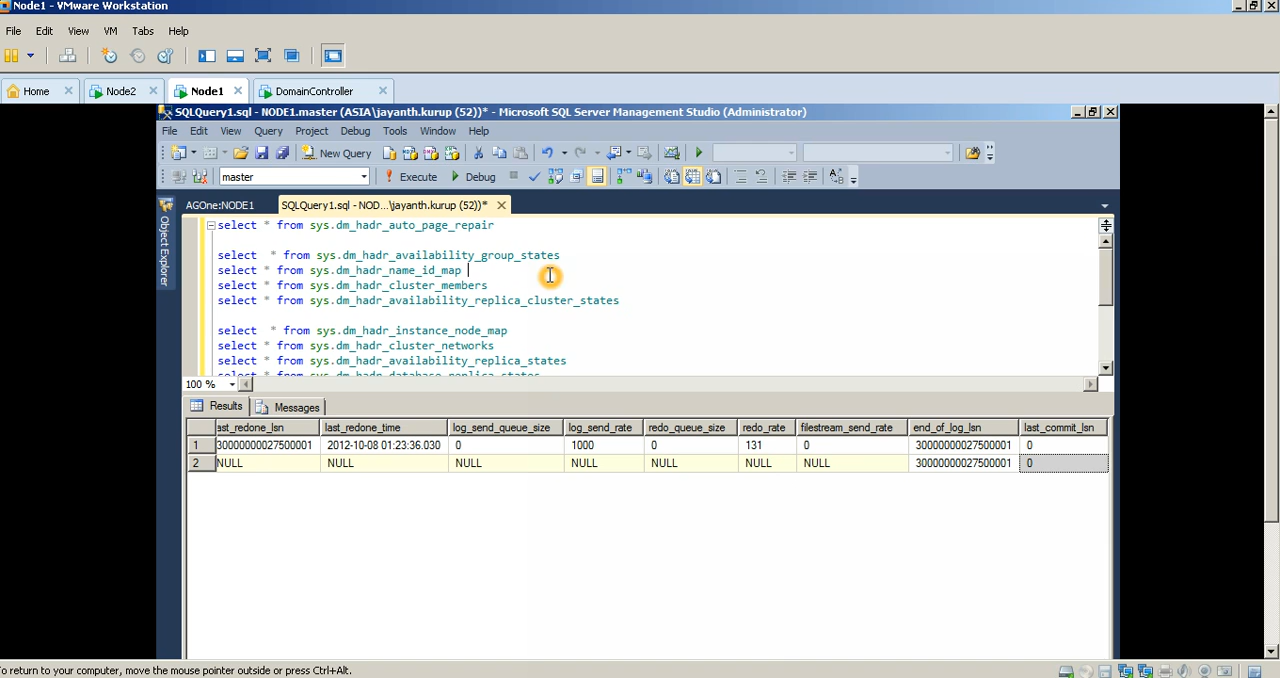 Node1 - VMware Workstation
File Edit View VM Tabs Help
Home Node2 Node1 DomainController
SQLQuery1.sql - NODE1.master (ASIA\jayanth.kurup (52))* - Microsoft SQL Server Management Studio (Administrator)
File Edit View Query Project Debug Tools Window Help
New Query
master Execute Debug
AGOne:NODE1 SQLQuery1.sql - NOD...\jayanth.kurup (52))*
Object Explorer
select * from sys.dm_hadr_auto_page_repair
select * from sys.dm_hadr_availability_group_states
select * from sys.dm_hadr_name_id_map
select * from sys.dm_hadr_cluster_members
select * from sys.dm_hadr_availability_replica_cluster_states
select * from sys.dm_hadr_instance_node_map
select * from sys.dm_hadr_cluster_networks
select * from sys.dm_hadr_availability_replica_states
select * from sys.dm_hadr_database_replica_states
100 %
Results Messages
ast_redone_lsn last_redone_time log_send_queue_size log_send_rate redo_queue_size redo_rate filestream_send_rate end_of_log_lsn last_commit_lsn
1 30000000027500001 2012-10-08 01:23:36.030 0 1000 0 131 0 30000000027500001 0
2 NULL NULL NULL NULL NULL NULL NULL 30000000027500001 0
o return to your computer, move the mouse pointer outside or press Ctrl+Alt.